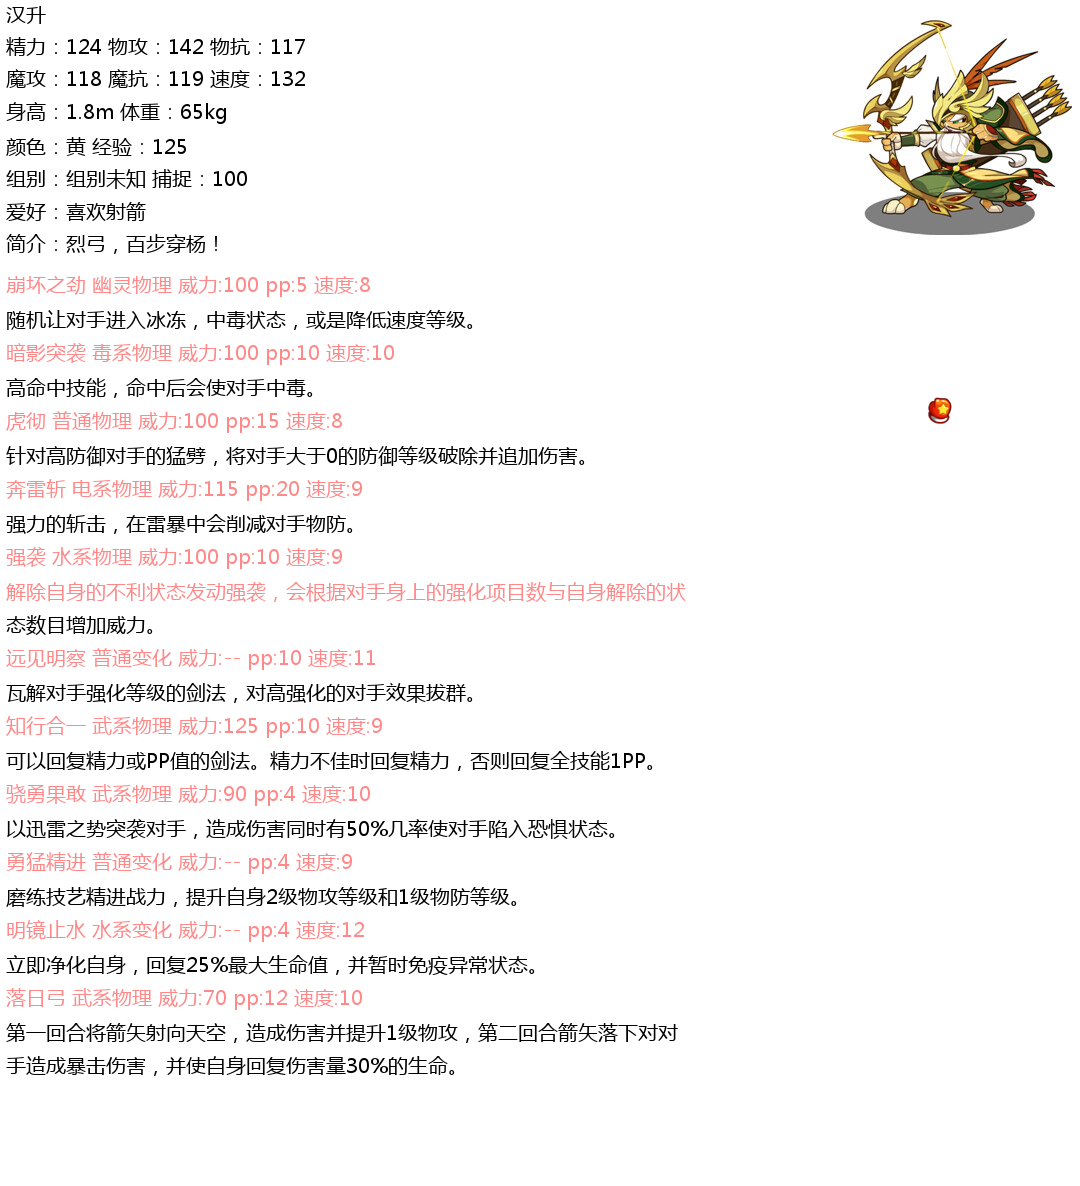 汉升
精力：124 物攻：142 物抗：117
魔攻：118 魔抗：119 速度：132
身高：1.8m 体重：65kg
颜色：黄 经验：125
组别：组别未知 捕捉：100
爱好：喜欢射箭
简介：烈弓，百步穿杨！
崩坏之劲 幽灵物理 威力:100 pp:5 速度:8
随机让对手进入冰冻，中毒状态，或是降低速度等级。
暗影突袭 毒系物理 威力:100 pp:10 速度:10
高命中技能，命中后会使对手中毒。
虎彻 普通物理 威力:100 pp:15 速度:8
针对高防御对手的猛劈，将对手大于0的防御等级破除并追加伤害。
奔雷斩 电系物理 威力:115 pp:20 速度:9
强力的斩击，在雷暴中会削减对手物防。
强袭 水系物理 威力:100 pp:10 速度:9
解除自身的不利状态发动强袭，会根据对手身上的强化项目数与自身解除的状
态数目增加威力。
远见明察 普通变化 威力:-- pp:10 速度:11
瓦解对手强化等级的剑法，对高强化的对手效果拔群。
知行合一 武系物理 威力:125 pp:10 速度:9
可以回复精力或PP值的剑法。精力不佳时回复精力，否则回复全技能1PP。
骁勇果敢 武系物理 威力:90 pp:4 速度:10
以迅雷之势突袭对手，造成伤害同时有50%几率使对手陷入恐惧状态。
勇猛精进 普通变化 威力:-- pp:4 速度:9
磨练技艺精进战力，提升自身2级物攻等级和1级物防等级。
明镜止水 水系变化 威力:-- pp:4 速度:12
立即净化自身，回复25%最大生命值，并暂时免疫异常状态。
落日弓 武系物理 威力:70 pp:12 速度:10
第一回合将箭矢射向天空，造成伤害并提升1级物攻，第二回合箭矢落下对对
手造成暴击伤害，并使自身回复伤害量30%的生命。